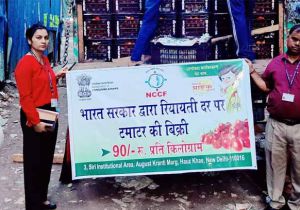 NCCF
भारत सरकार द्वारा रियायती दर पर
टमाटर की बिक्री
90/- रु. प्रति किलोग्राम
3, Siri Institutional Area, August Kranti Marg, Hauz Khas, New Delhi-110016